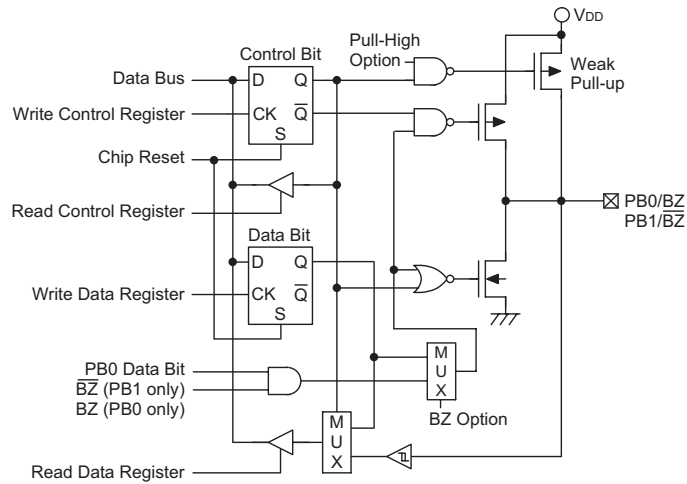 VDD
Control Bit
Pull-High
Option
Weak
Pull-up
Data Bus
D
Q
Write Control Register
CK
Q̅
S
Chip Reset
Read Control Register
PB0/BZ
PB1/B̅Z̅
Data Bit
D
Q
Write Data Register
CK
Q̅
S
M
U
X
PB0 Data Bit
B̅Z̅ (PB1 only)
BZ (PB0 only)
BZ Option
M
U
X
Read Data Register